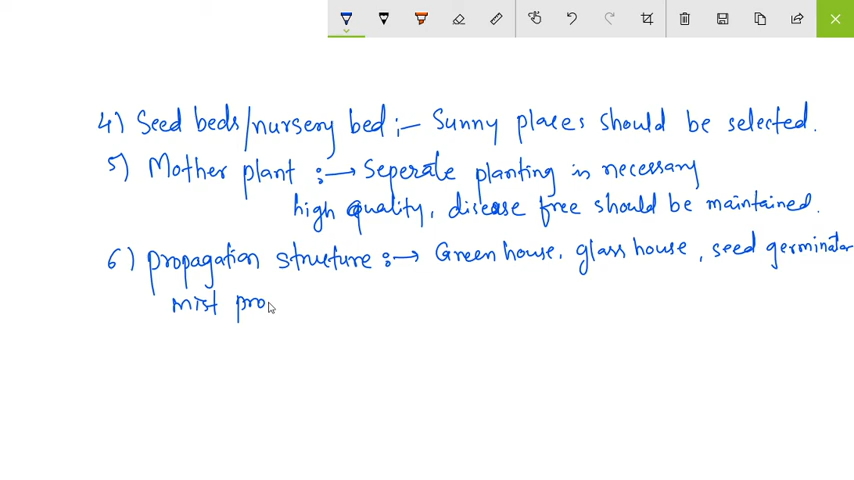 4) Seed beds/nursery bed :- Sunny places should be selected.
5) Mother plant :→ Seperate planting is necessary
high quality, disease free should be maintained.
6) propagation structure :→ Green house, glass house, seed germinator
mist pro